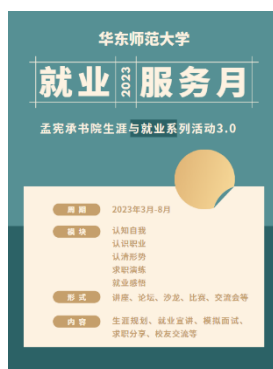 华东师范大学
就业 2023 服务月
孟宪承书院生涯与就业系列活动3.0
周期 2023年3月-8月
模块 认知自我
认识职业
认清形势
求职演练
就业感悟
形式 讲座、论坛、沙龙、比赛、交流会等
内容 生涯规划、就业宣讲、模拟面试、
求职分享、校友交流等